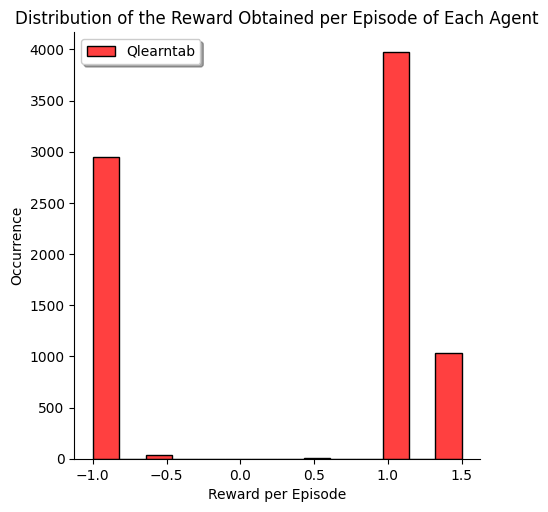 Distribution of the Reward Obtained per Episode of Each Agent
Qlearntab
4000
3500
3000
2500
2000
1500
1000
500
0
Occurrence
−1.0 −0.5 0.0 0.5 1.0 1.5
Reward per Episode